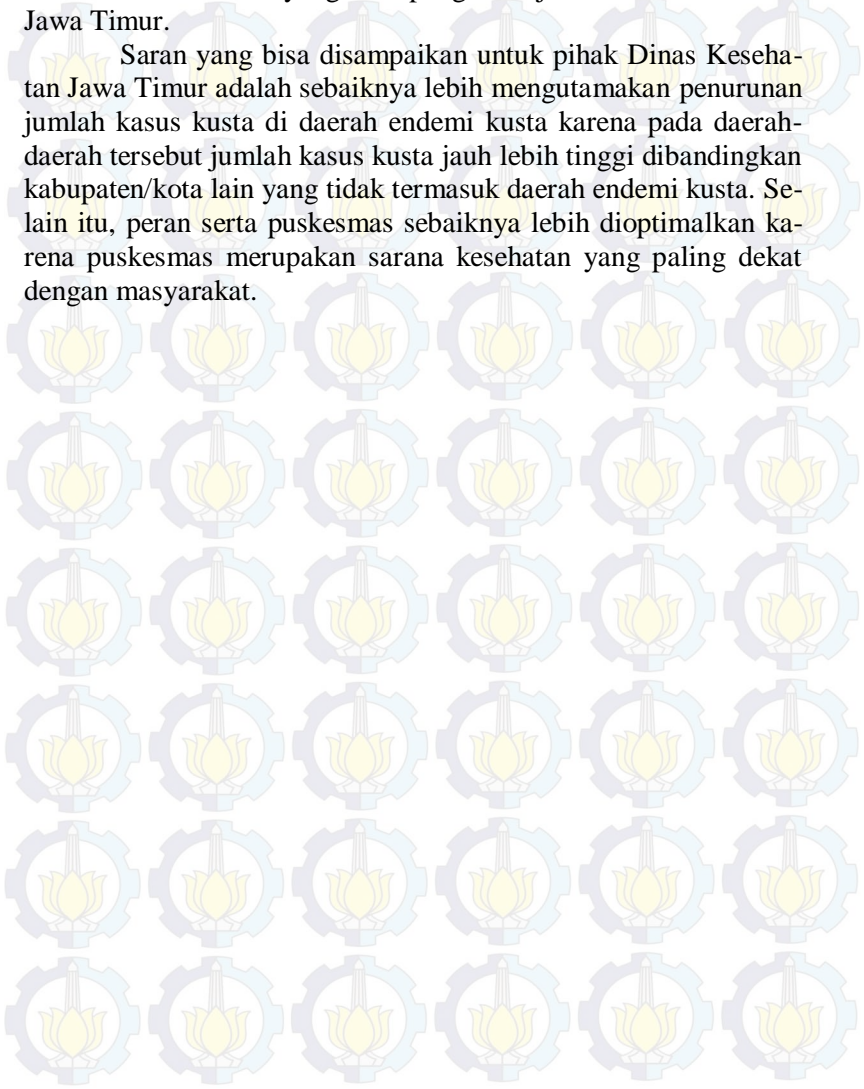 Jawa Timur.
Saran yang bisa disampaikan untuk pihak Dinas Keseha-
tan Jawa Timur adalah sebaiknya lebih mengutamakan penurunan
jumlah kasus kusta di daerah endemi kusta karena pada daerah-
daerah tersebut jumlah kasus kusta jauh lebih tinggi dibandingkan
kabupaten/kota lain yang tidak termasuk daerah endemi kusta. Se-
lain itu, peran serta puskesmas sebaiknya lebih dioptimalkan ka-
rena puskesmas merupakan sarana kesehatan yang paling dekat
dengan masyarakat.